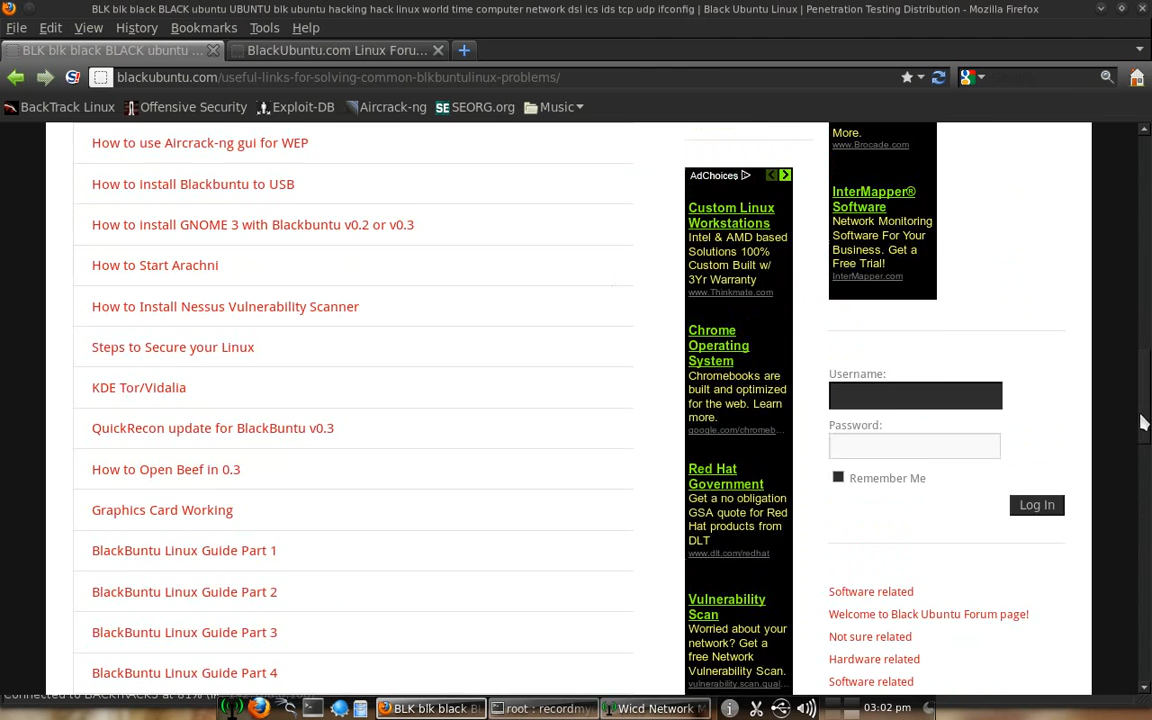 BLK blk black BLACK ubuntu UBUNTU blk ubuntu hacking hack linux world time computer network dsl ics ids tcp udp ifconfig | Black Ubuntu Linux | Penetration Testing Distribution - Mozilla Firefox
File Edit View History Bookmarks Tools Help
BLK blk black BLACK ubuntu ...
BlackUbuntu.com Linux Foru...
blackubuntu.com/useful-links-for-solving-common-blkbuntulinux-problems/
BackTrack Linux Offensive Security Exploit-DB Aircrack-ng SEORG.org Music
How to use Aircrack-ng gui for WEP
How to install Blackbuntu to USB
How to install GNOME 3 with Blackbuntu v0.2 or v0.3
How to Start Arachni
How to Install Nessus Vulnerability Scanner
Steps to Secure your Linux
KDE Tor/Vidalia
QuickRecon update for BlackBuntu v0.3
How to Open Beef in 0.3
Graphics Card Working
BlackBuntu Linux Guide Part 1
BlackBuntu Linux Guide Part 2
BlackBuntu Linux Guide Part 3
BlackBuntu Linux Guide Part 4
AdChoices
Custom Linux
Workstations
Intel & AMD based
Solutions 100%
Custom Built w/
3Yr Warranty
www.Thinkmate.com
Chrome
Operating
System
Chromebooks are
built and optimized
for the web. Learn
more.
google.com/chromeb...
Red Hat
Government
Get a no obligation
GSA quote for Red
Hat products from
DLT
www.dlt.com/redhat
Vulnerability
Scan
Worried about your
network? Get a
free Network
Vulnerability Scan.
vulnerability.scan.qual...
More.
www.Brocade.com
InterMapper®
Software
Network Monitoring
Software For Your
Business. Get a
Free Trial!
InterMapper.com
Username:
Password:
Remember Me
Log In
Software related
Welcome to Black Ubuntu Forum page!
Not sure related
Hardware related
Software related
BLK blk black B
root : recordmy
Wicd Network M
03:02 pm